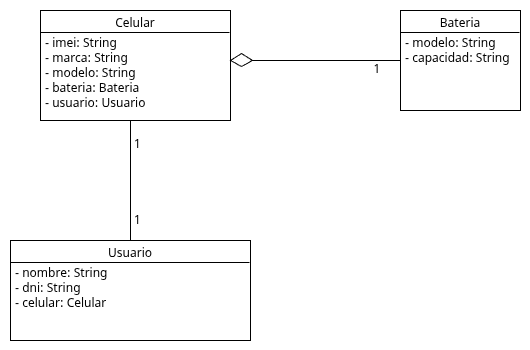 Celular
- imei: String
- marca: String
- modelo: String
- bateria: Bateria
- usuario: Usuario
Bateria
- modelo: String
- capacidad: String
1
1
1
Usuario
- nombre: String
- dni: String
- celular: Celular